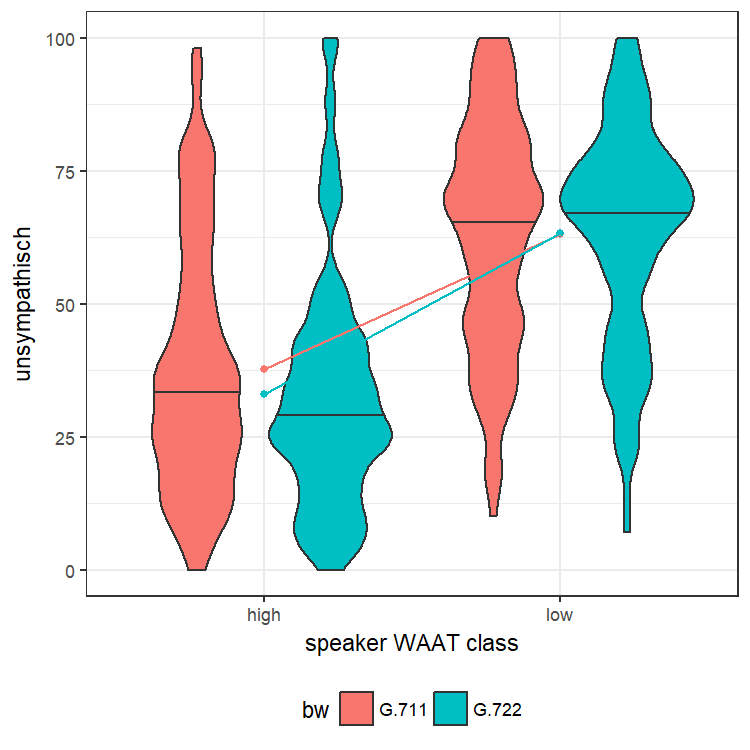 100
75
50
25
0
unsympathisch
high low
speaker WAAT class
bw G.711 G.722